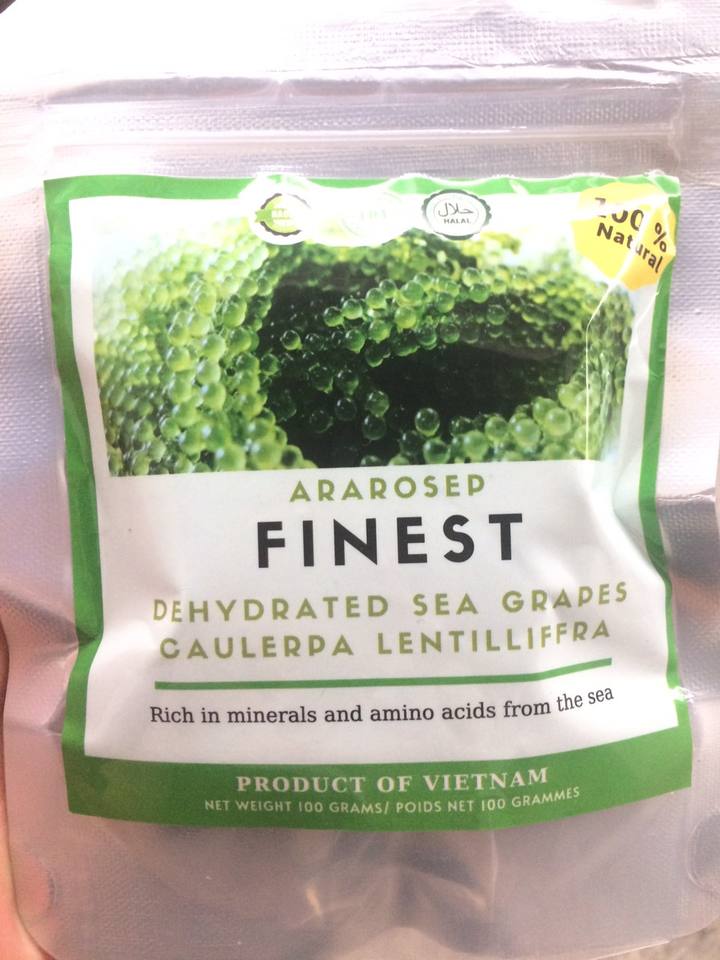 حلال
HALAL
100 %
Natural
ARAROSEP
FINEST
DEHYDRATED SEA GRAPES
CAULERPA LENTILLIFFRA
Rich in minerals and amino acids from the sea
PRODUCT OF VIETNAM
NET WEIGHT 100 GRAMS/ POIDS NET 100 GRAMMES